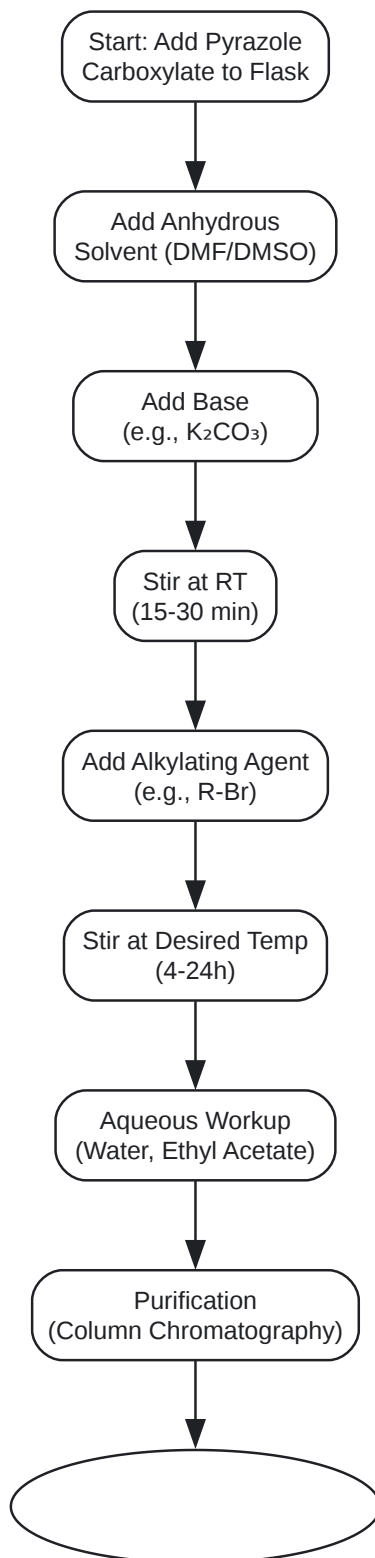 Start: Add Pyrazole
Carboxylate to Flask
Add Anhydrous
Solvent (DMF/DMSO)
Add Base
(e.g., K₂CO₃)
Stir at RT
(15-30 min)
Add Alkylating Agent
(e.g., R-Br)
Stir at Desired Temp
(4-24h)
Aqueous Workup
(Water, Ethyl Acetate)
Purification
(Column Chromatography)